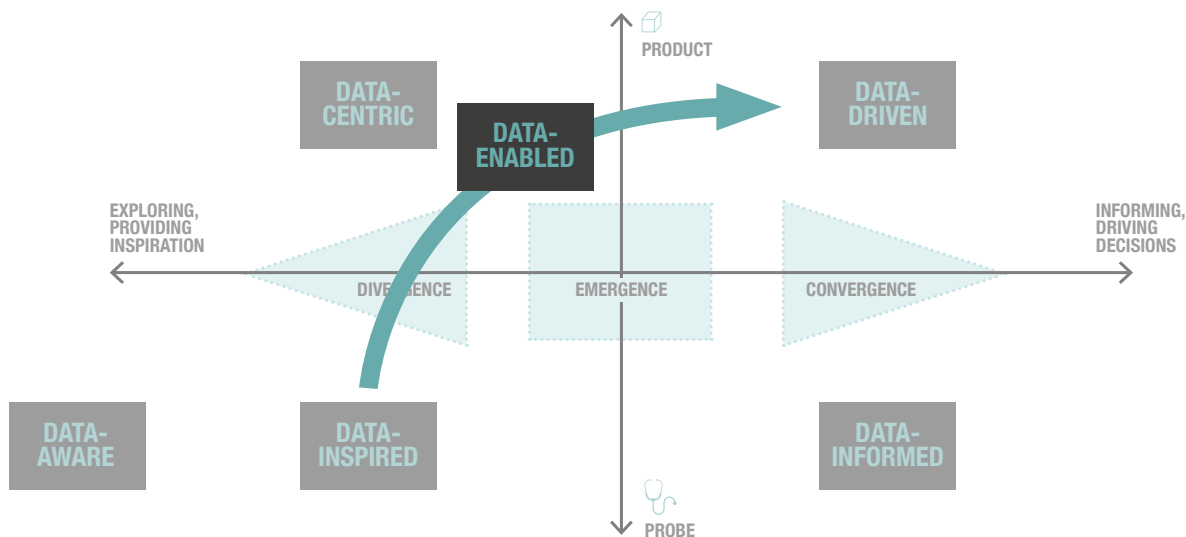 PRODUCT
DATA-
CENTRIC
DATA-
ENABLED
DATA-
DRIVEN
EXPLORING,
PROVIDING
INSPIRATION
INFORMING,
DRIVING
DECISIONS
DIVERGENCE
EMERGENCE
CONVERGENCE
DATA-
AWARE
DATA-
INSPIRED
DATA-
INFORMED
PROBE